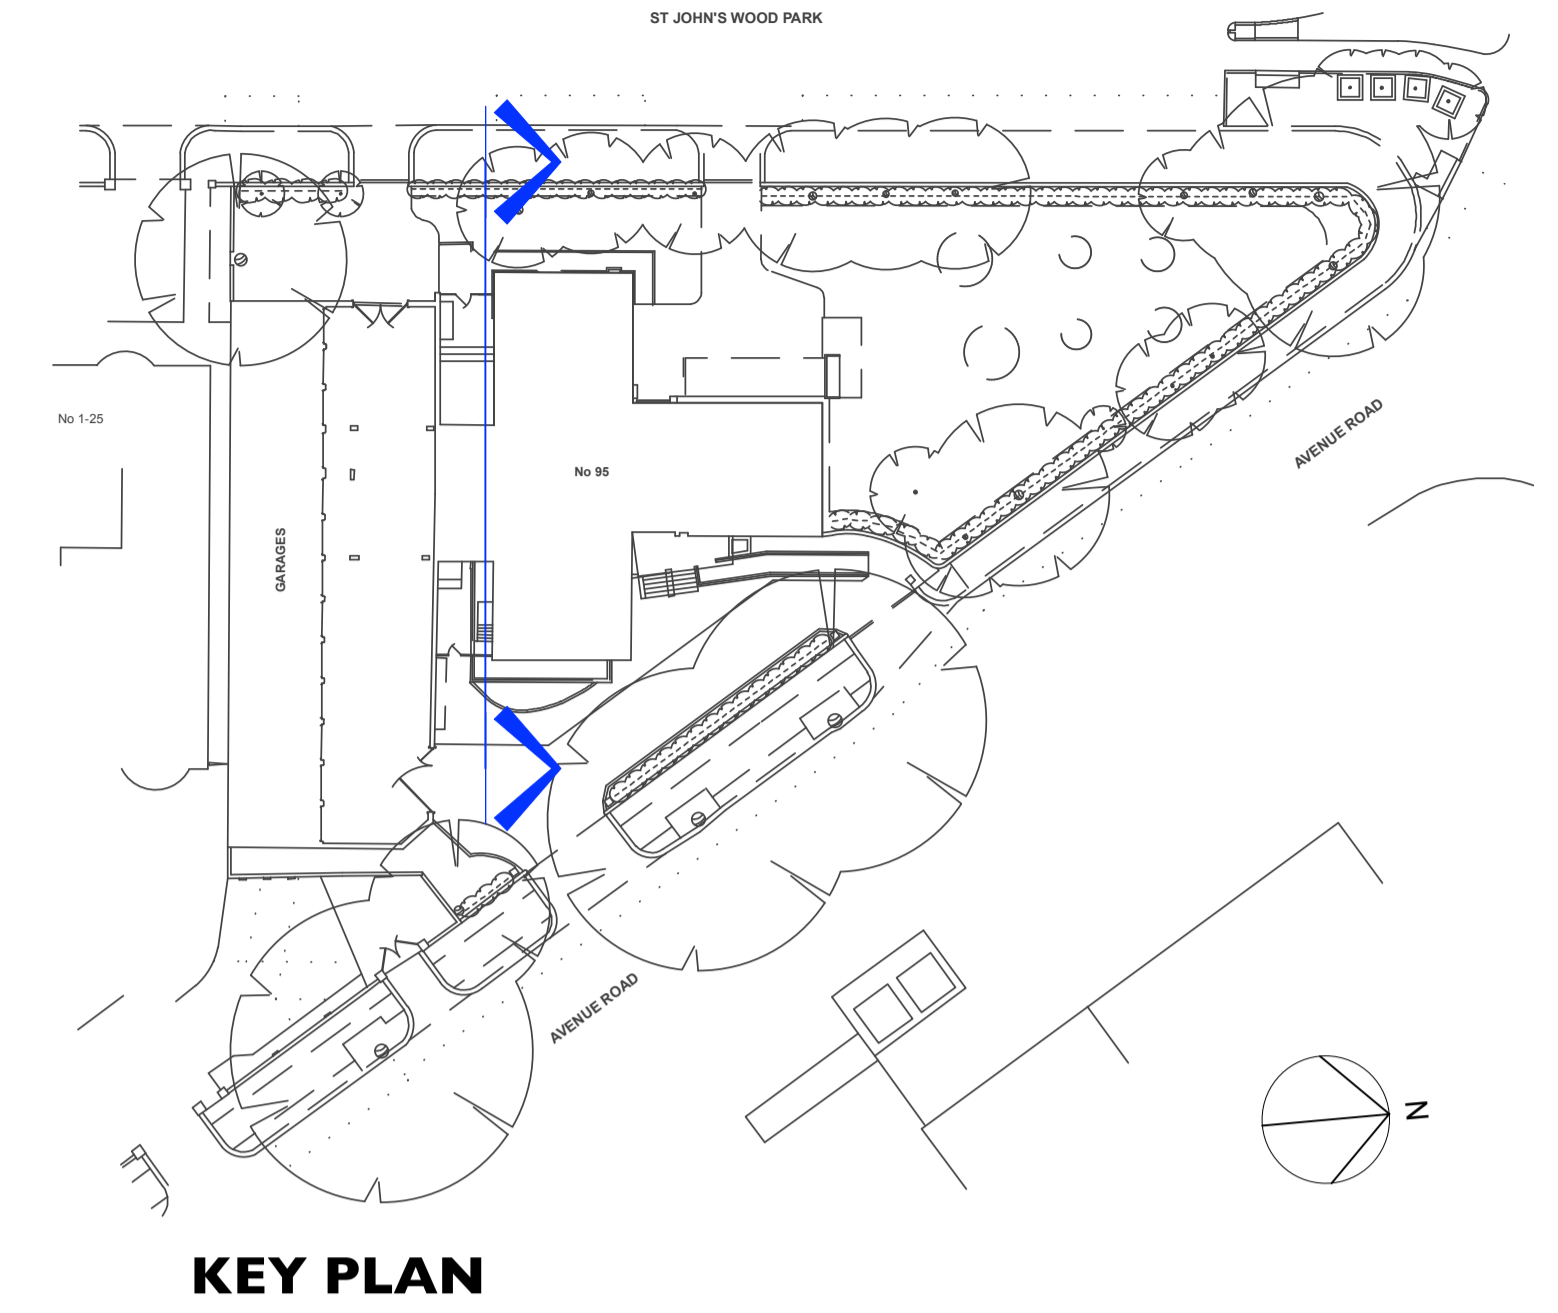 ST JOHN'S WOOD PARK
No 1-25
AVENUE ROAD
No 95
GARAGES
AVENUE ROAD
N
KEY PLAN